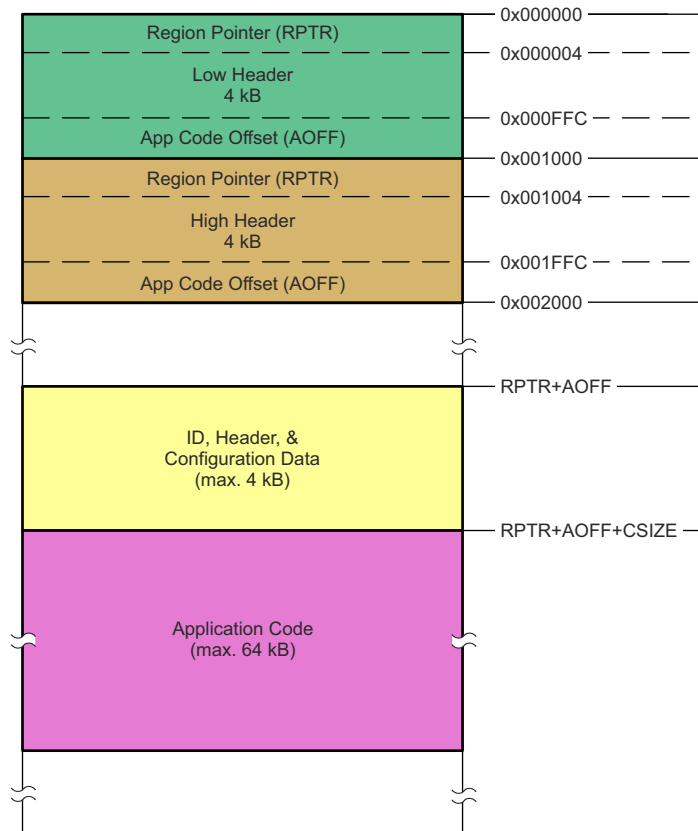 0x000000
Region Pointer (RPTR)
0x000004
Low Header
4 kB
0x000FFC
App Code Offset (AOFF)
0x001000
Region Pointer (RPTR)
0x001004
High Header
4 kB
0x001FFC
App Code Offset (AOFF)
0x002000
RPTR+AOFF
ID, Header, &
Configuration Data
(max. 4 kB)
RPTR+AOFF+CSIZE
Application Code
(max. 64 kB)